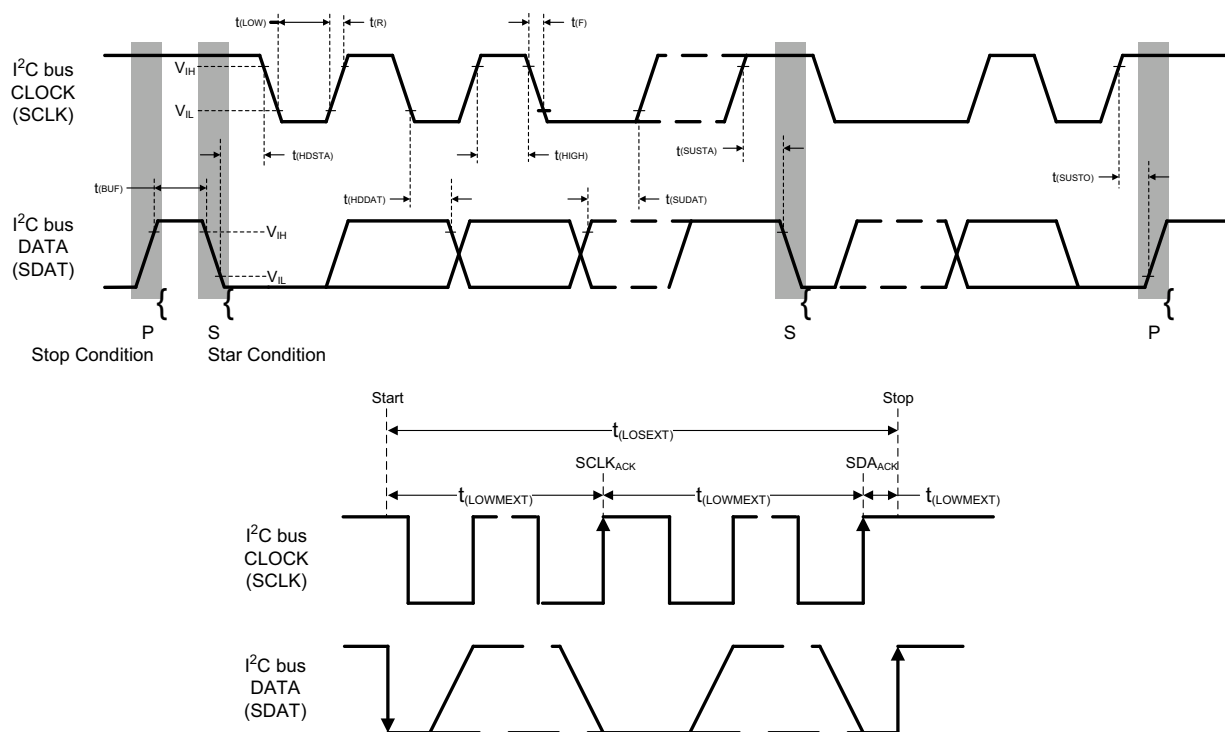 t(LOW)
t(R)
t(F)
I²C bus
CLOCK
(SCLK)
VIH
VIL
t(HDSTA)
t(HIGH)
t(SUSTA)
t(SUSTO)
t(BUF)
t(HDDAT)
t(SUDAT)
I²C bus
DATA
(SDAT)
VIH
VIL
{
{
{
{
P
S
S
P
Stop Condition
Star Condition
Start
Stop
t(LOSEXT)
SCLKACK
SDAACK
t(LOWMEXT)
t(LOWMEXT)
t(LOWMEXT)
I²C bus
CLOCK
(SCLK)
I²C bus
DATA
(SDAT)